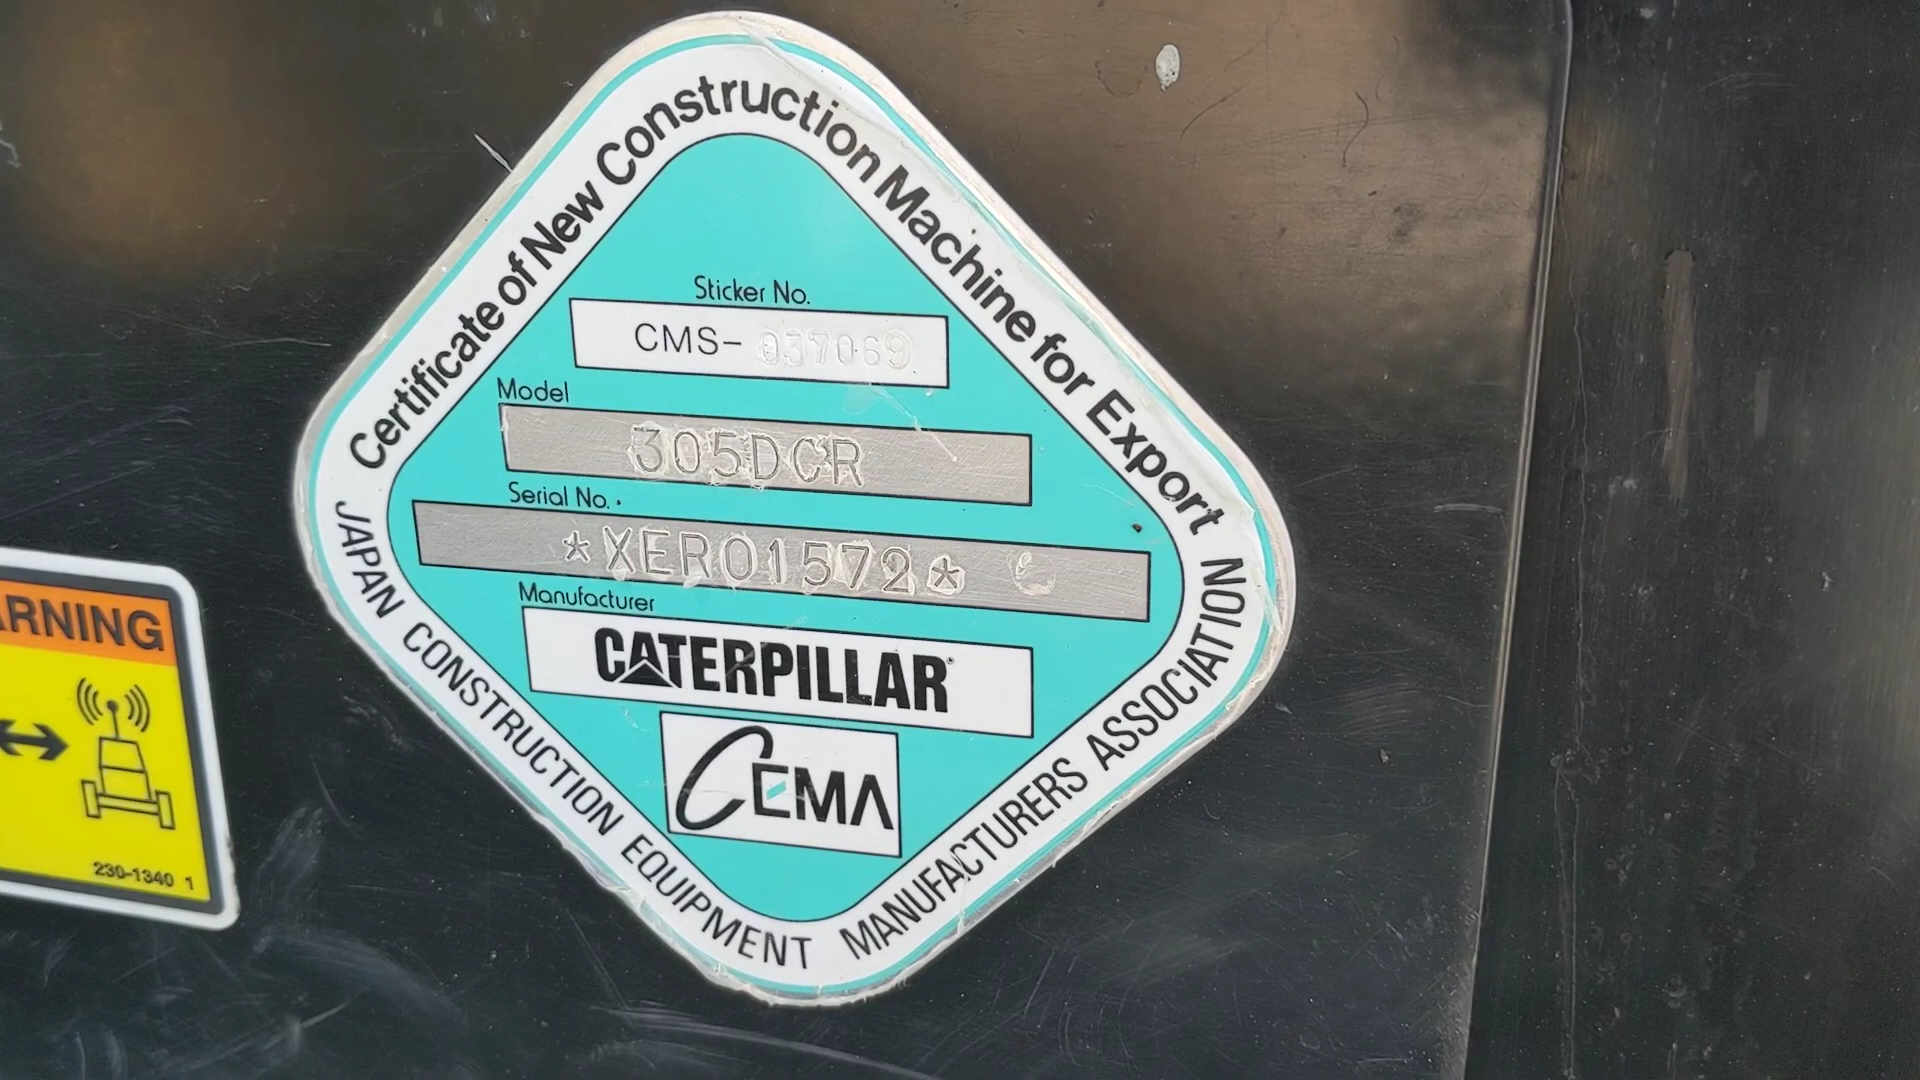 Certificate of New Construction Machine for Export
Sticker No.
CMS-037069
Model
305DCR
Serial No.
*XER01572*
Manufacturer
CATERPILLAR
CEMA
JAPAN CONSTRUCTION EQUIPMENT MANUFACTURERS ASSOCIATION
ARNING
230-1340 1